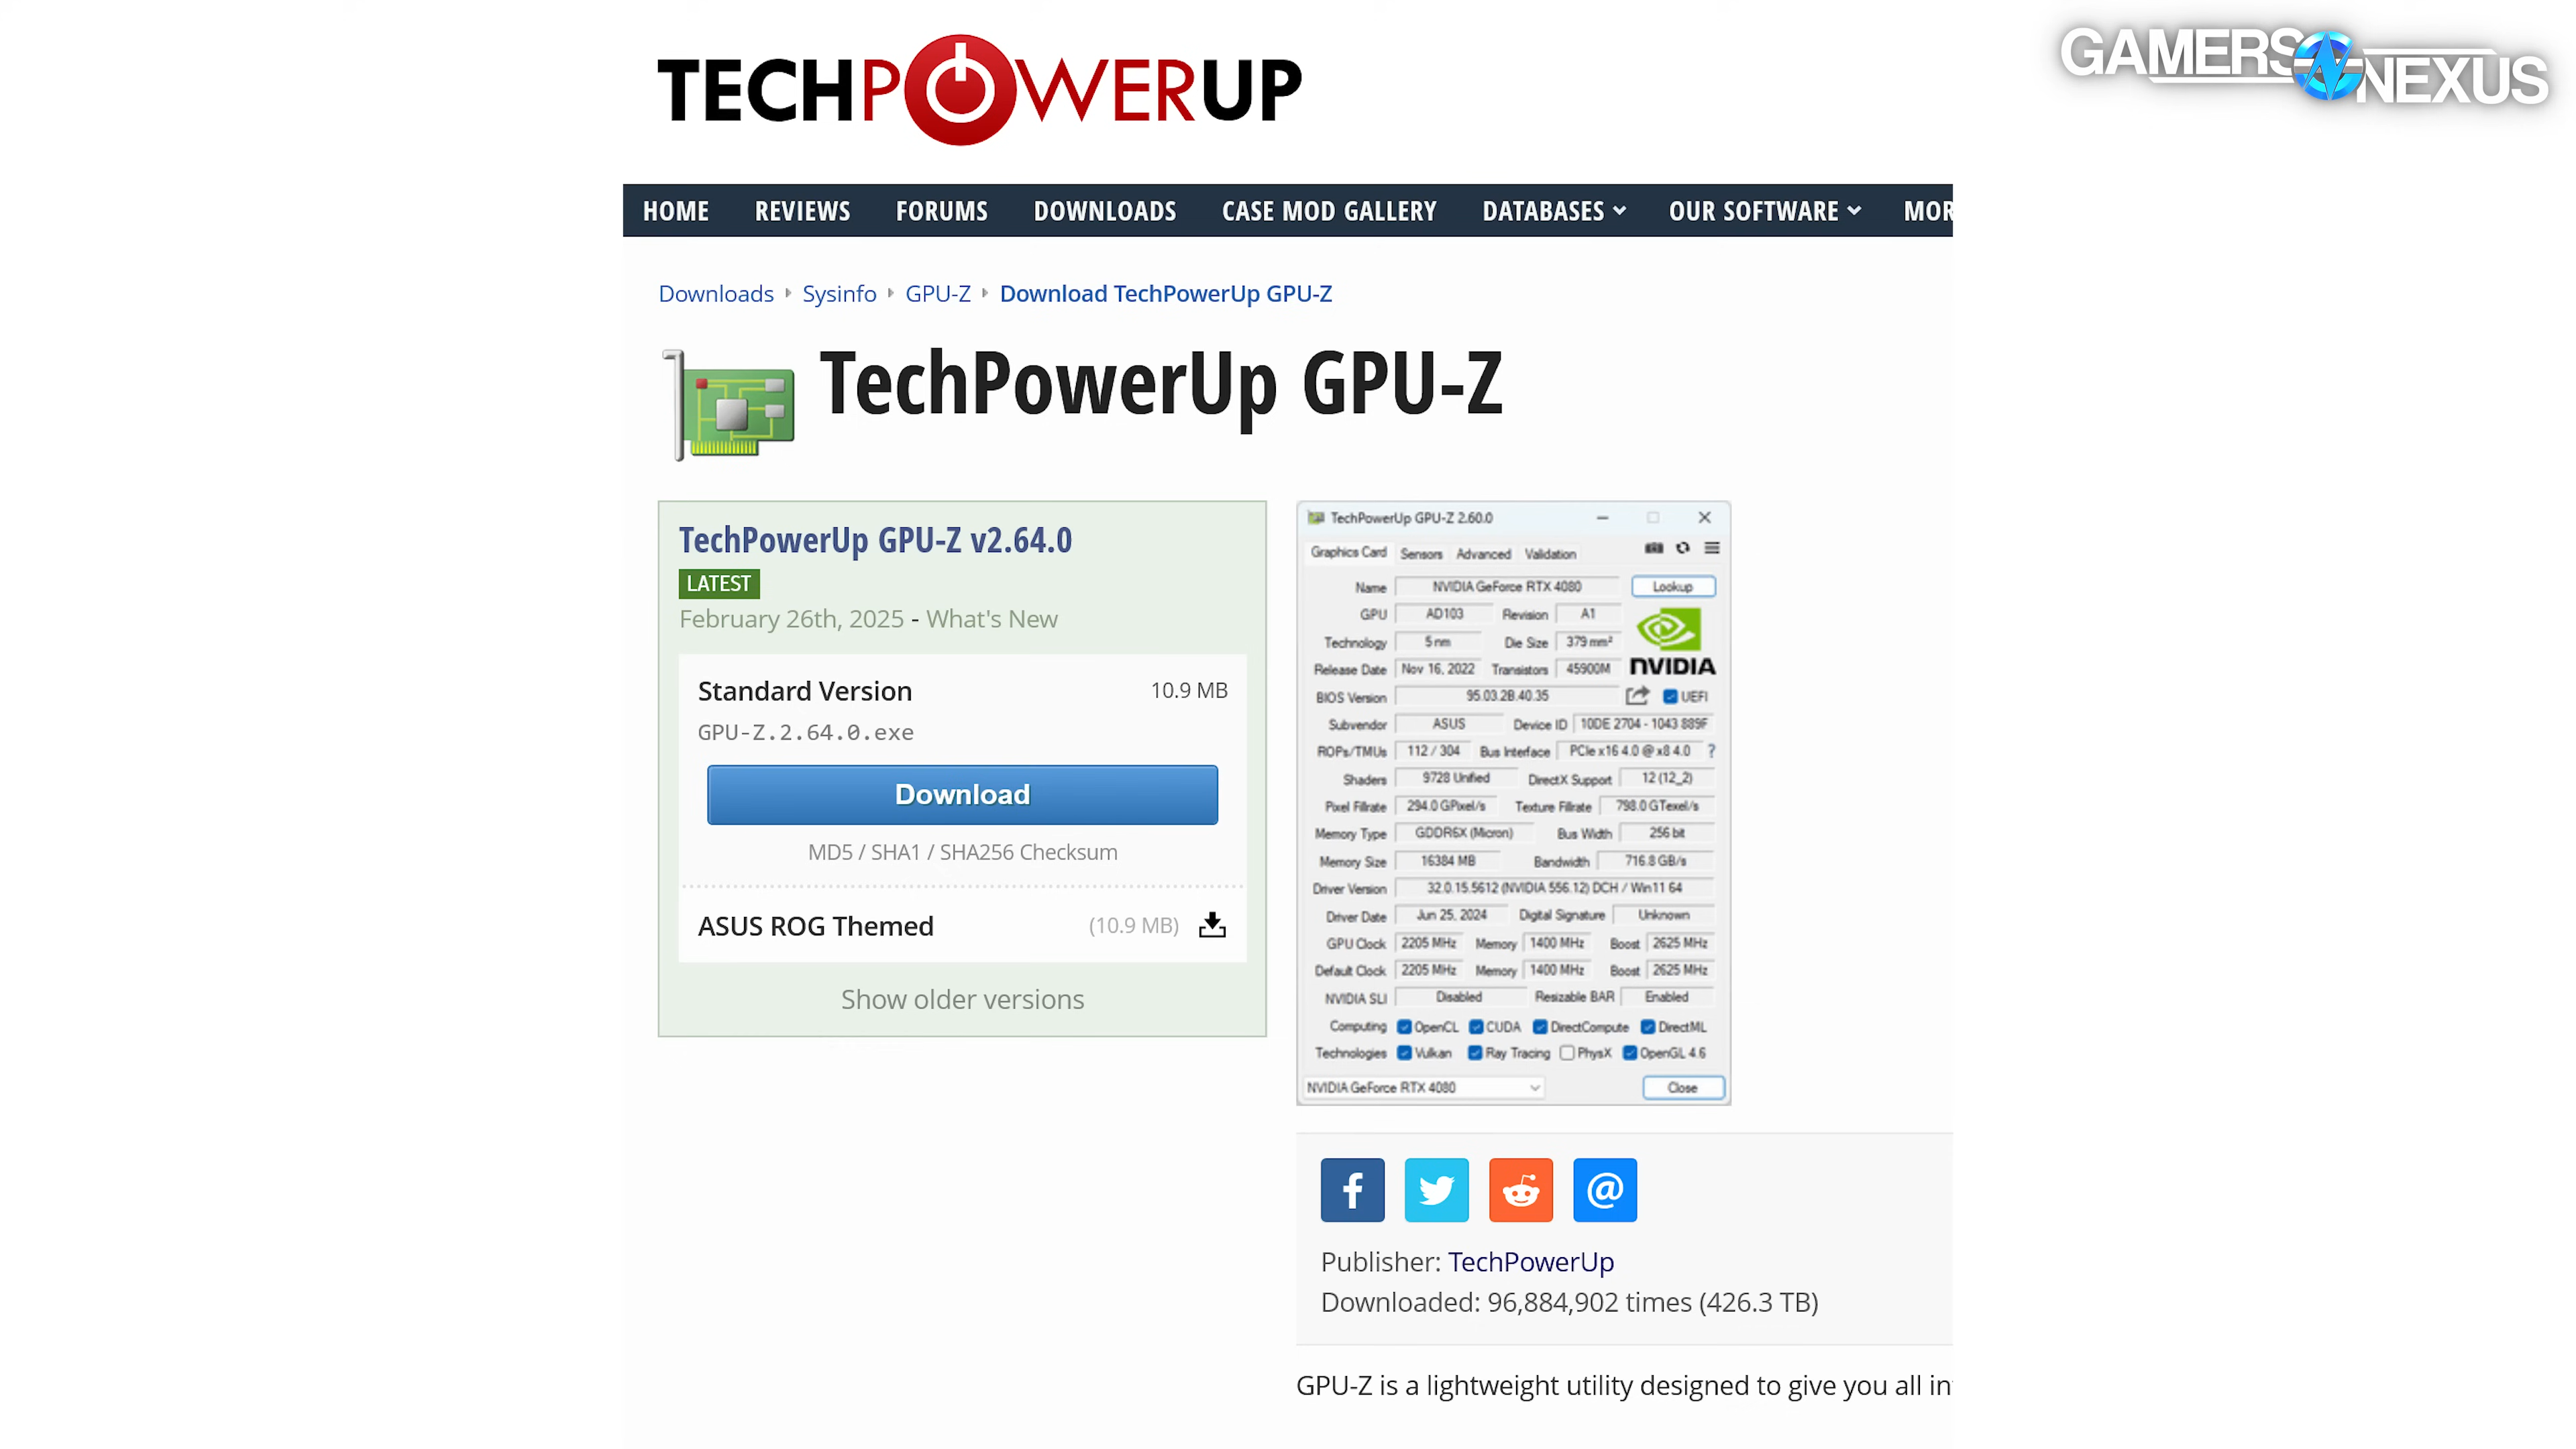 TECHPOWERUP
GAMERS NEXUS
HOME REVIEWS FORUMS DOWNLOADS CASE MOD GALLERY DATABASES OUR SOFTWARE MOR
Downloads Sysinfo GPU-Z Download TechPowerUp GPU-Z
TechPowerUp GPU-Z
TechPowerUp GPU-Z v2.64.0
LATEST
February 26th, 2025 - What's New
Standard Version 10.9 MB
GPU-Z.2.64.0.exe
Download
MD5 / SHA1 / SHA256 Checksum
ASUS ROG Themed (10.9 MB)
Show older versions
TechPowerUp GPU-Z 2.60.0
Graphics Card Sensors Advanced Validation
Name NVIDIA GeForce RTX 4080 Lookup
GPU AD103 Revision A1
Technology 5 nm Die Size 379 mm²
Release Date Nov 16, 2022 Transistors 45900M
NVIDIA
BIOS Version 95.03.2B.40.35 UEFI
Subvendor ASUS Device ID 10DE 2704 - 1043 889F
ROPs/TMUs 112 / 304 Bus Interface PCIe x16 4.0 @ x8 4.0 ?
Shaders 9728 Unified DirectX Support 12 (12_2)
Pixel Fillrate 294.0 GPixel/s Texture Fillrate 798.0 GTexel/s
Memory Type GDDR6X (Micron) Bus Width 256 bit
Memory Size 16384 MB Bandwidth 716.8 GB/s
Driver Version 32.0.15.5612 (NVIDIA 556.12) DCH / Win11 64
Driver Date Jun 25, 2024 Digital Signature Unknown
GPU Clock 2205 MHz Memory 1400 MHz Boost 2625 MHz
Default Clock 2205 MHz Memory 1400 MHz Boost 2625 MHz
NVIDIA SLI Disabled Resizable BAR Enabled
Computing OpenCL CUDA DirectCompute DirectML
Technologies Vulkan Ray Tracing PhysX OpenGL 4.6
NVIDIA GeForce RTX 4080 Close
Publisher: TechPowerUp
Downloaded: 96,884,902 times (426.3 TB)
GPU-Z is a lightweight utility designed to give you all in